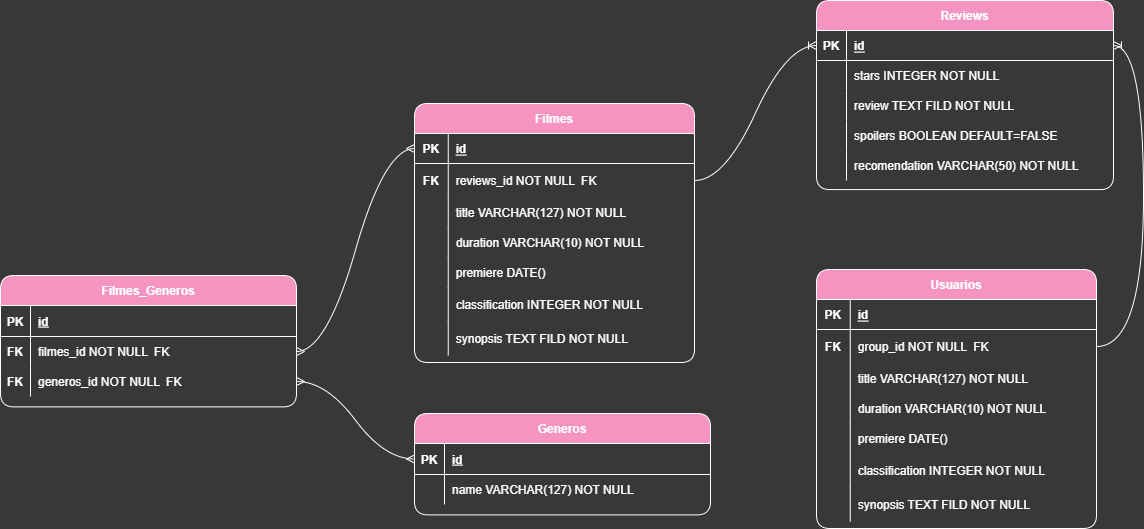 Reviews
PK id
stars INTEGER NOT NULL
review TEXT FILD NOT NULL
spoilers BOOLEAN DEFAULT=FALSE
recomendation VARCHAR(50) NOT NULL
Filmes
PK id
FK reviews_id NOT NULL FK
title VARCHAR(127) NOT NULL
duration VARCHAR(10) NOT NULL
premiere DATE()
classification INTEGER NOT NULL
synopsis TEXT FILD NOT NULL
Filmes_Generos
PK id
FK filmes_id NOT NULL FK
FK generos_id NOT NULL FK
Generos
PK id
name VARCHAR(127) NOT NULL
Usuarios
PK id
FK group_id NOT NULL FK
title VARCHAR(127) NOT NULL
duration VARCHAR(10) NOT NULL
premiere DATE()
classification INTEGER NOT NULL
synopsis TEXT FILD NOT NULL